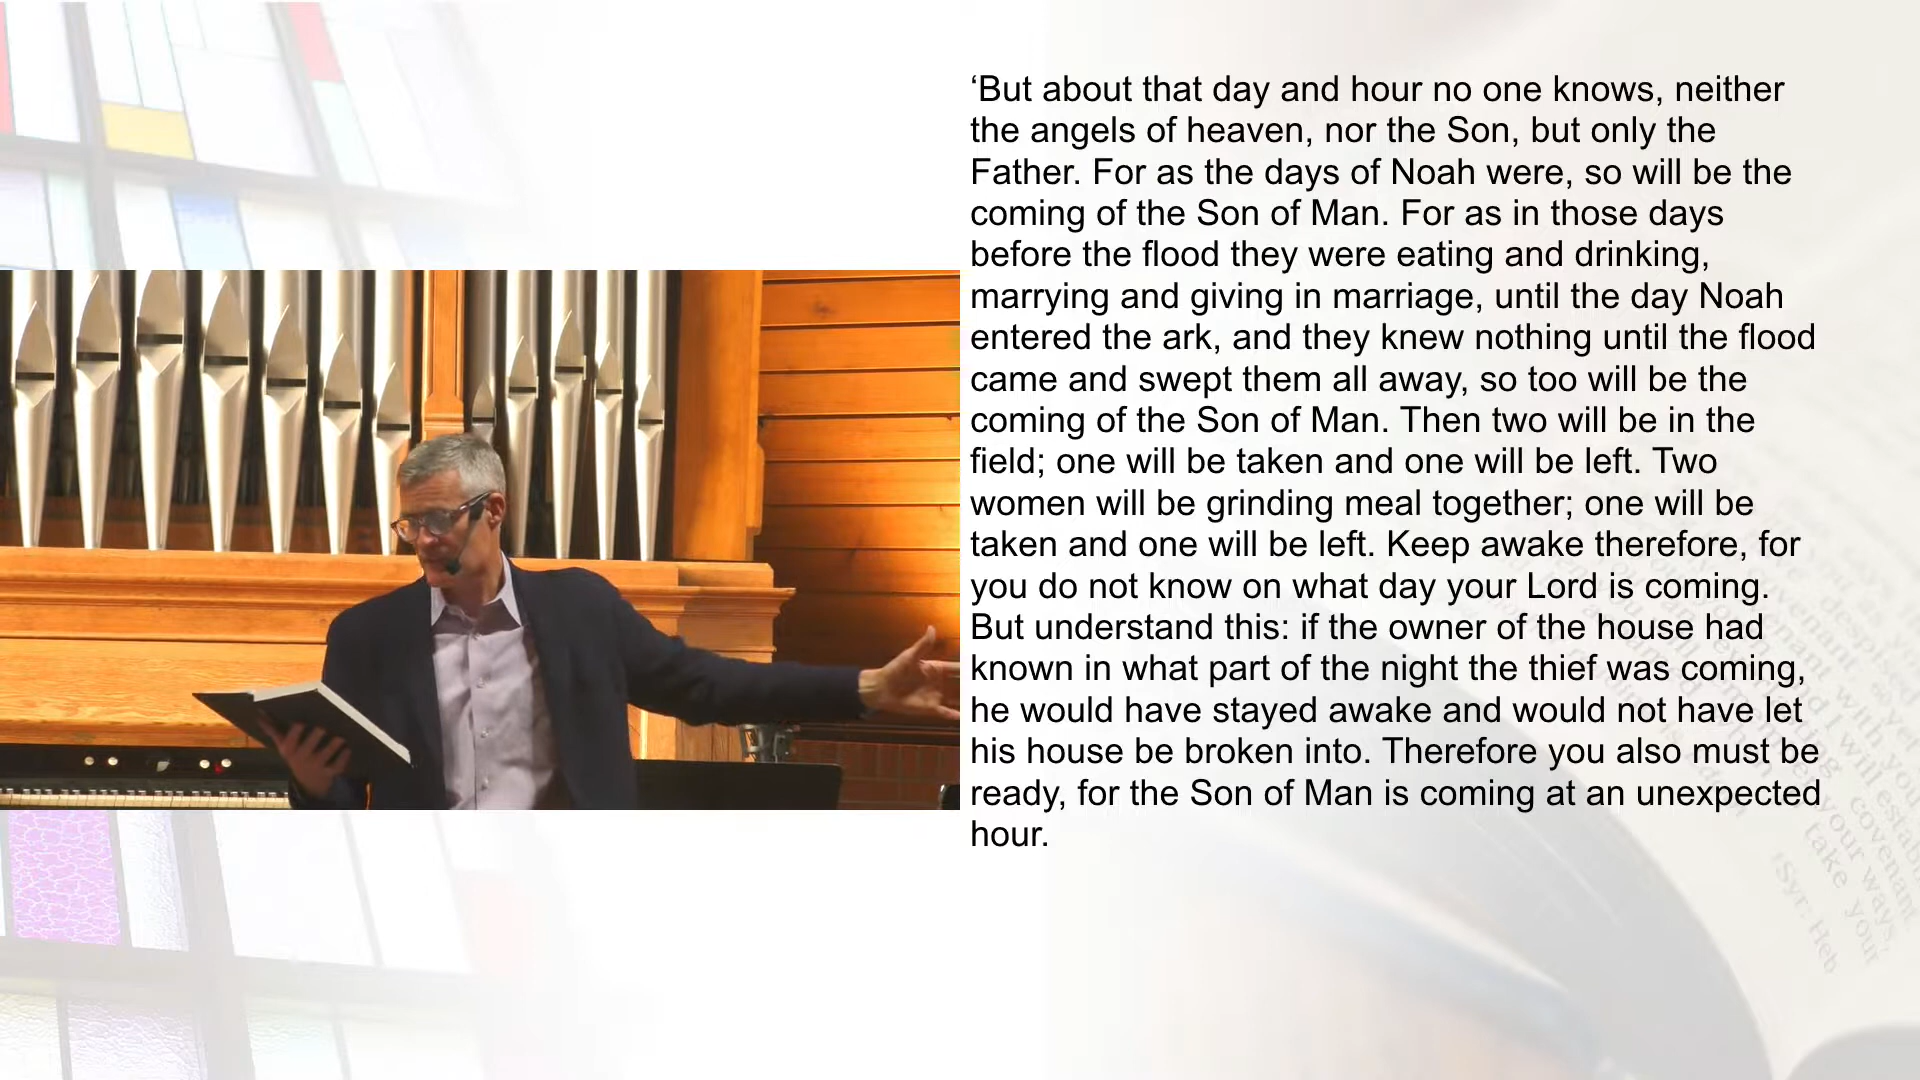 ‘But about that day and hour no one knows, neither
the angels of heaven, nor the Son, but only the
Father. For as the days of Noah were, so will be the
coming of the Son of Man. For as in those days
before the flood they were eating and drinking,
marrying and giving in marriage, until the day Noah
entered the ark, and they knew nothing until the flood
came and swept them all away, so too will be the
coming of the Son of Man. Then two will be in the
field; one will be taken and one will be left. Two
women will be grinding meal together; one will be
taken and one will be left. Keep awake therefore, for
you do not know on what day your Lord is coming.
But understand this: if the owner of the house had
known in what part of the night the thief was coming,
he would have stayed awake and would not have let
his house be broken into. Therefore you also must be
ready, for the Son of Man is coming at an unexpected
hour.
covenant
your ways,
take your
Syr: Heb